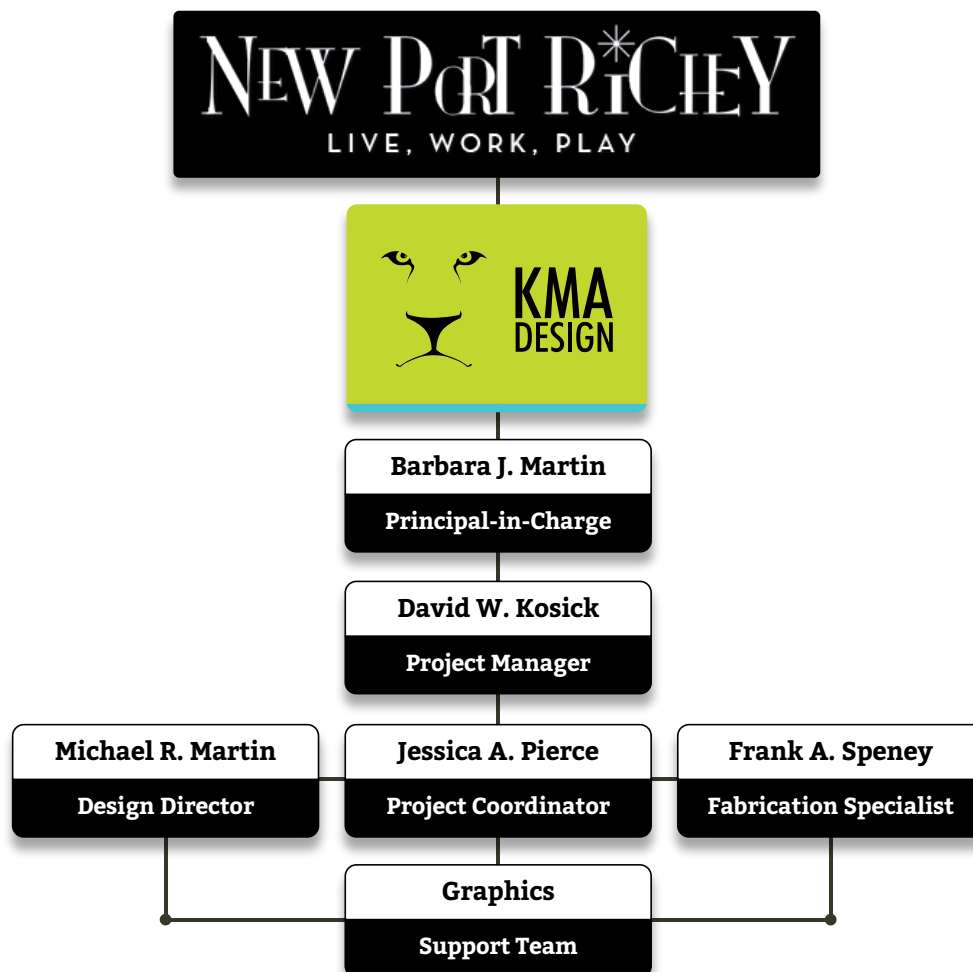 NEW PORT RICHEY
LIVE, WORK, PLAY
KMA
DESIGN
Barbara J. Martin
Principal-in-Charge
David W. Kosick
Project Manager
Michael R. Martin
Design Director
Jessica A. Pierce
Project Coordinator
Frank A. Speney
Fabrication Specialist
Graphics
Support Team